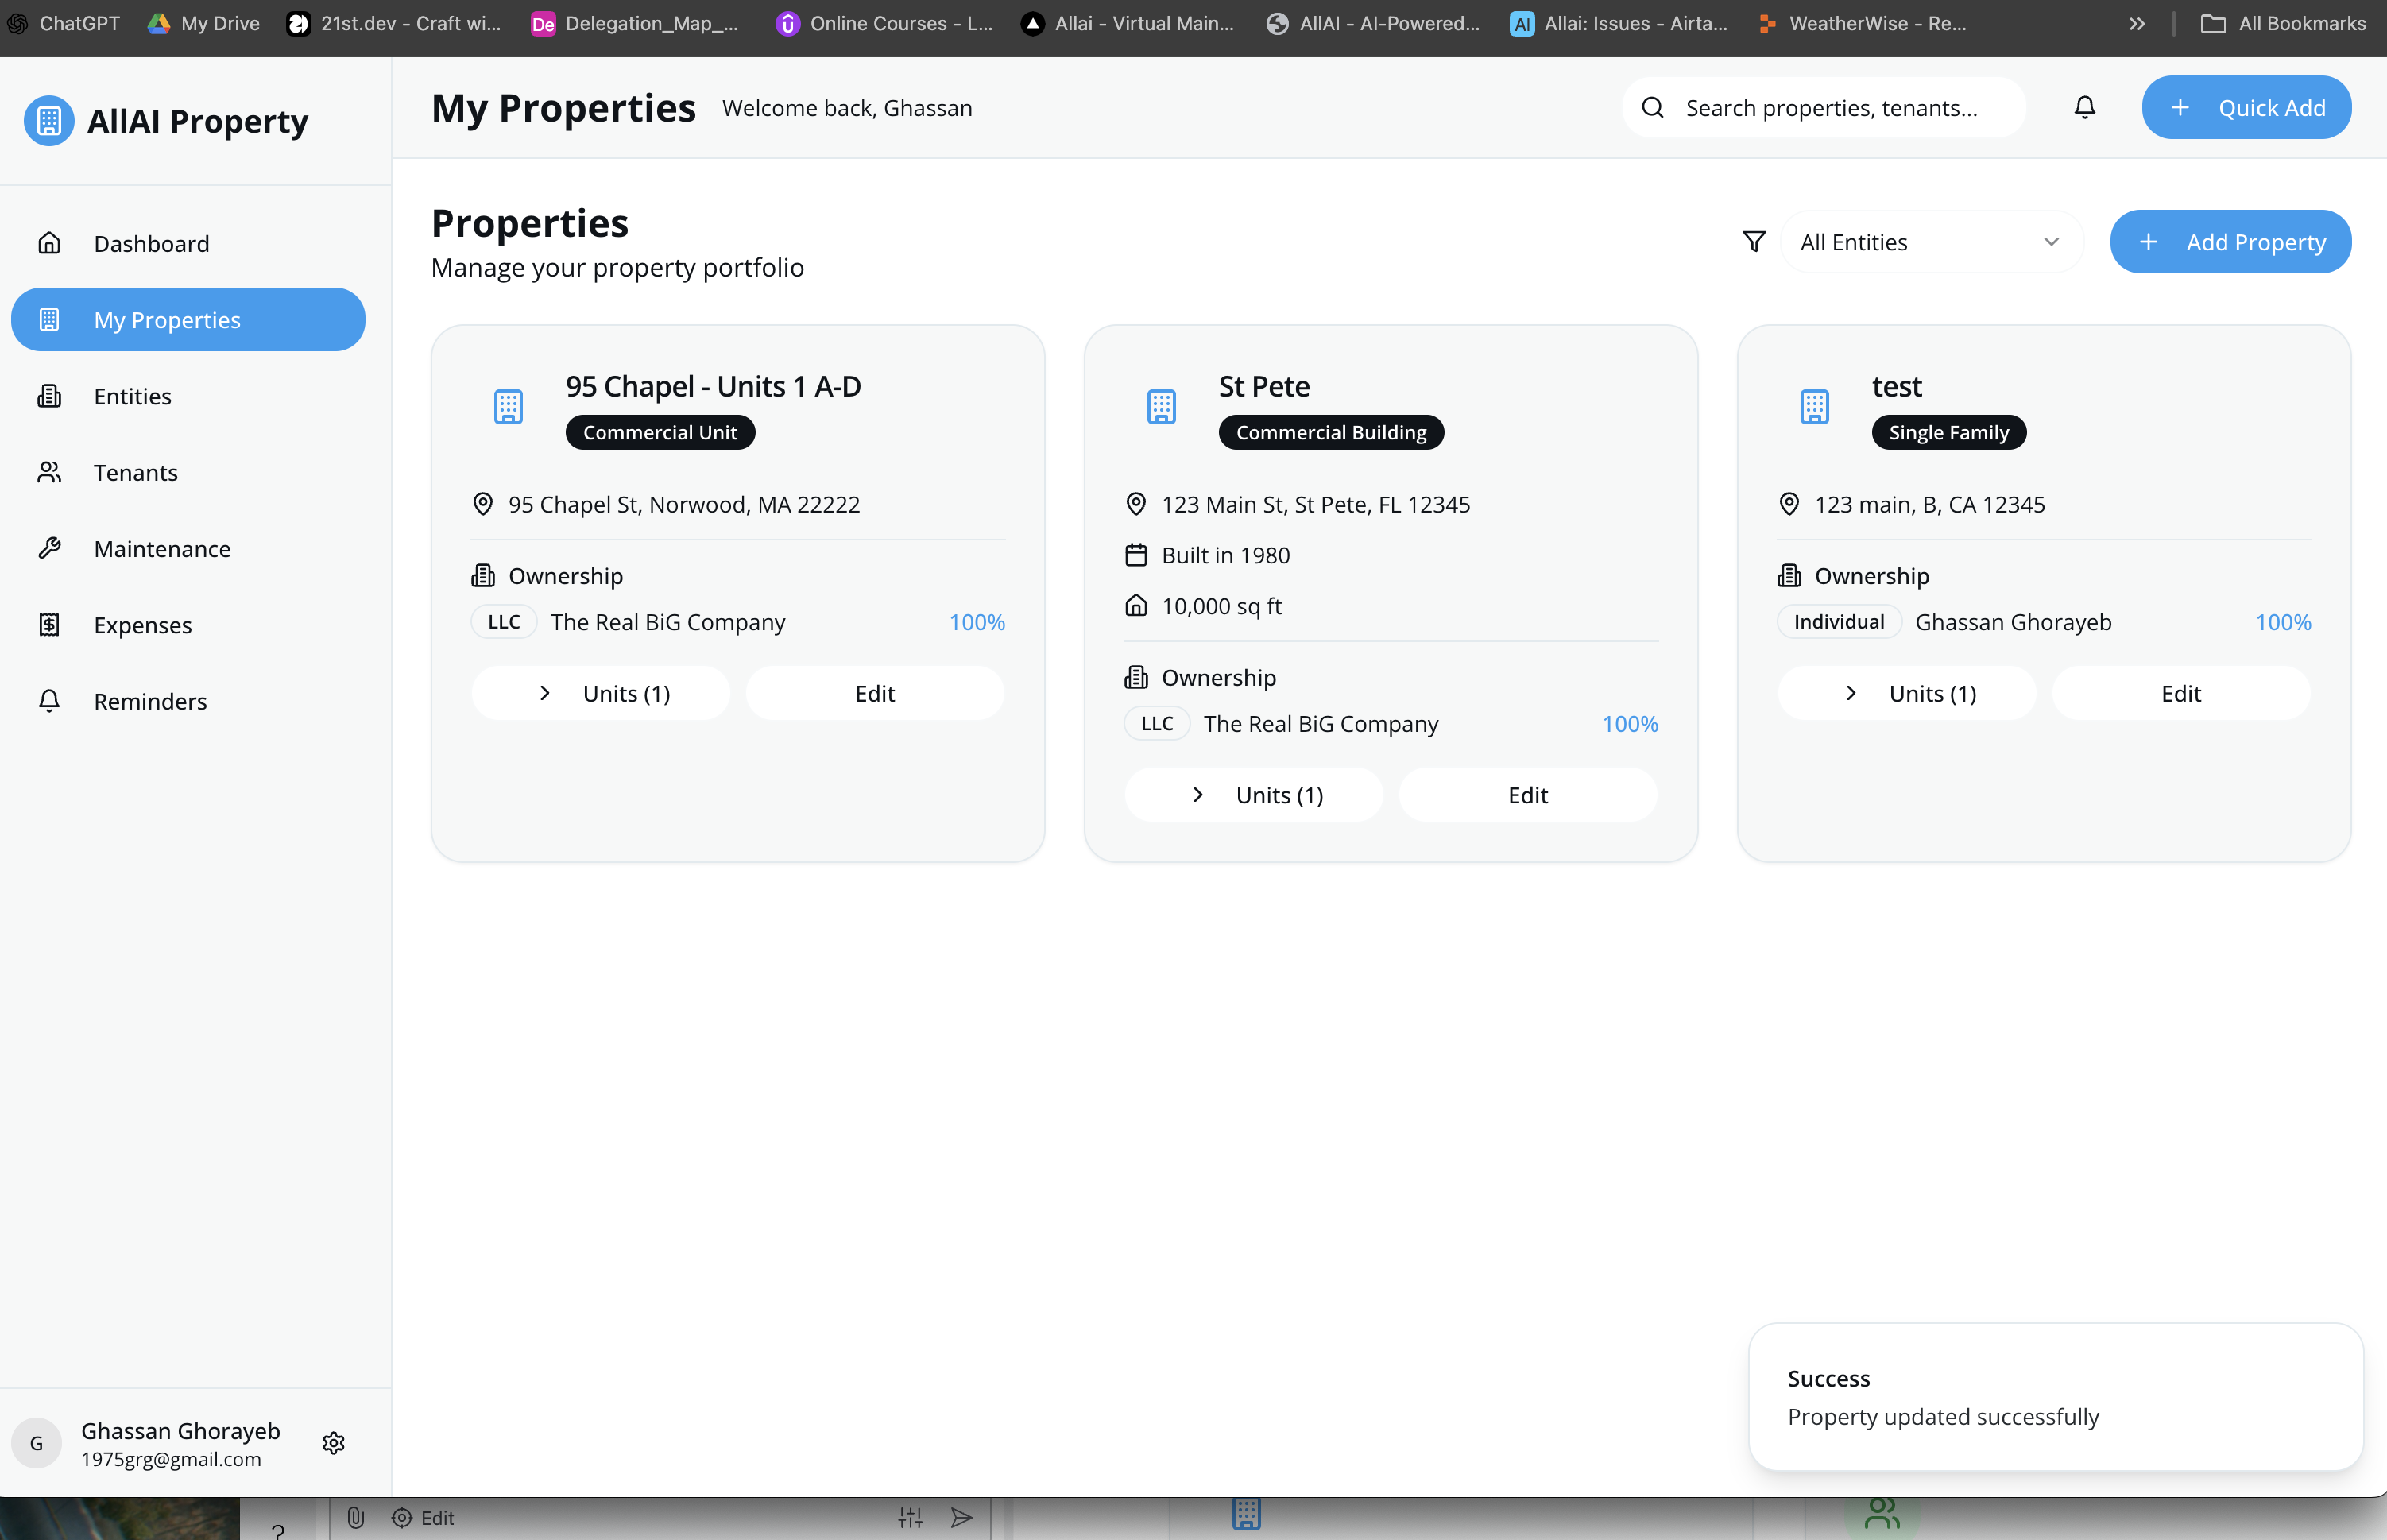 ChatGPT
My Drive
21st.dev - Craft wi...
De Delegation_Map_...
Online Courses - L...
Allai - Virtual Main...
AllAI - AI-Powered...
AI Allai: Issues - Airta...
WeatherWise - Re...
All Bookmarks
AllAI Property
My Properties
Welcome back, Ghassan
Search properties, tenants...
+ Quick Add
Dashboard
My Properties
Entities
Tenants
Maintenance
Expenses
Reminders
Properties
Manage your property portfolio
All Entities
+ Add Property
95 Chapel - Units 1 A-D
Commercial Unit
95 Chapel St, Norwood, MA 22222
Ownership
LLC The Real BiG Company 100%
Units (1)
Edit
St Pete
Commercial Building
123 Main St, St Pete, FL 12345
Built in 1980
10,000 sq ft
Ownership
LLC The Real BiG Company 100%
Units (1)
Edit
test
Single Family
123 main, B, CA 12345
Ownership
Individual Ghassan Ghorayeb 100%
Units (1)
Edit
Success
Property updated successfully
G
Ghassan Ghorayeb
1975grg@gmail.com
?
Edit